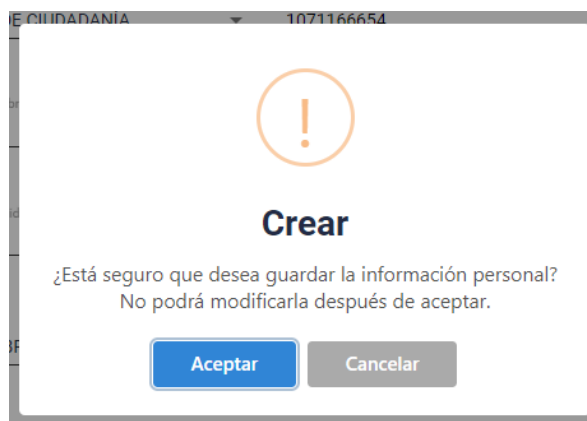 DE CIUDADANÍA 1071166654
!
Crear
¿Está seguro que desea guardar la información personal?
No podrá modificarla después de aceptar.
Aceptar Cancelar